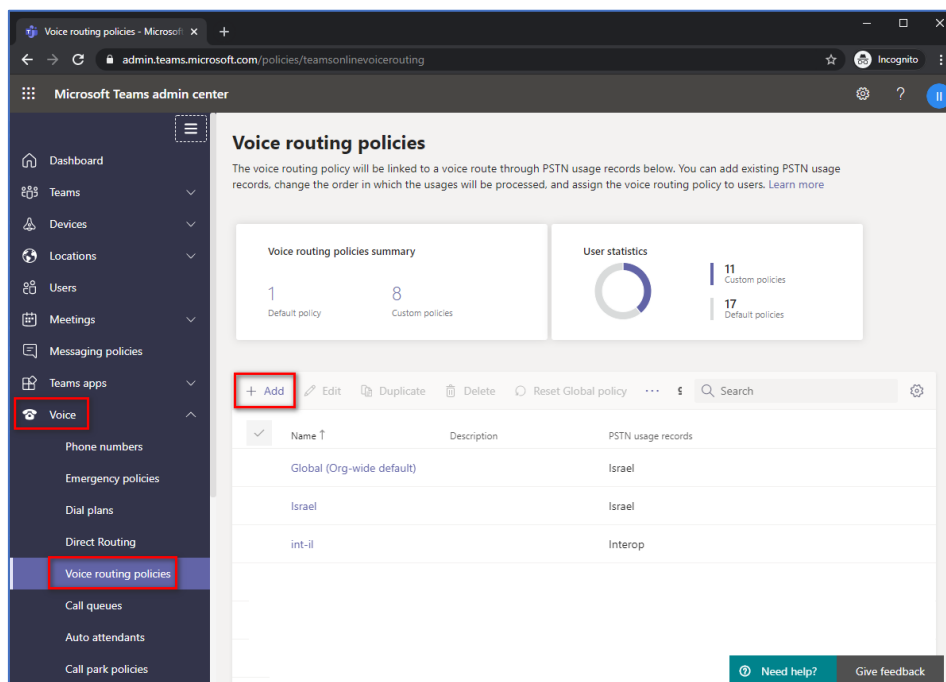 Voice routing policies - Microsoft
admin.teams.microsoft.com/policies/teamsonlinevoicerouting
Incognito
Microsoft Teams admin center
?
II
Dashboard
Teams
Devices
Locations
Users
Meetings
Messaging policies
Teams apps
Voice
Phone numbers
Emergency policies
Dial plans
Direct Routing
Voice routing policies
Call queues
Auto attendants
Call park policies
Voice routing policies
The voice routing policy will be linked to a voice route through PSTN usage records below. You can add existing PSTN usage
records, change the order in which the usages will be processed, and assign the voice routing policy to users. Learn more
Voice routing policies summary
1
Default policy
8
Custom policies
User statistics
11
Custom policies
17
Default policies
+ Add
Edit
Duplicate
Delete
Reset Global policy
...
Search
Name ↑
Description
PSTN usage records
Global (Org-wide default)
Israel
Israel
Israel
int-il
Interop
Need help?
Give feedback